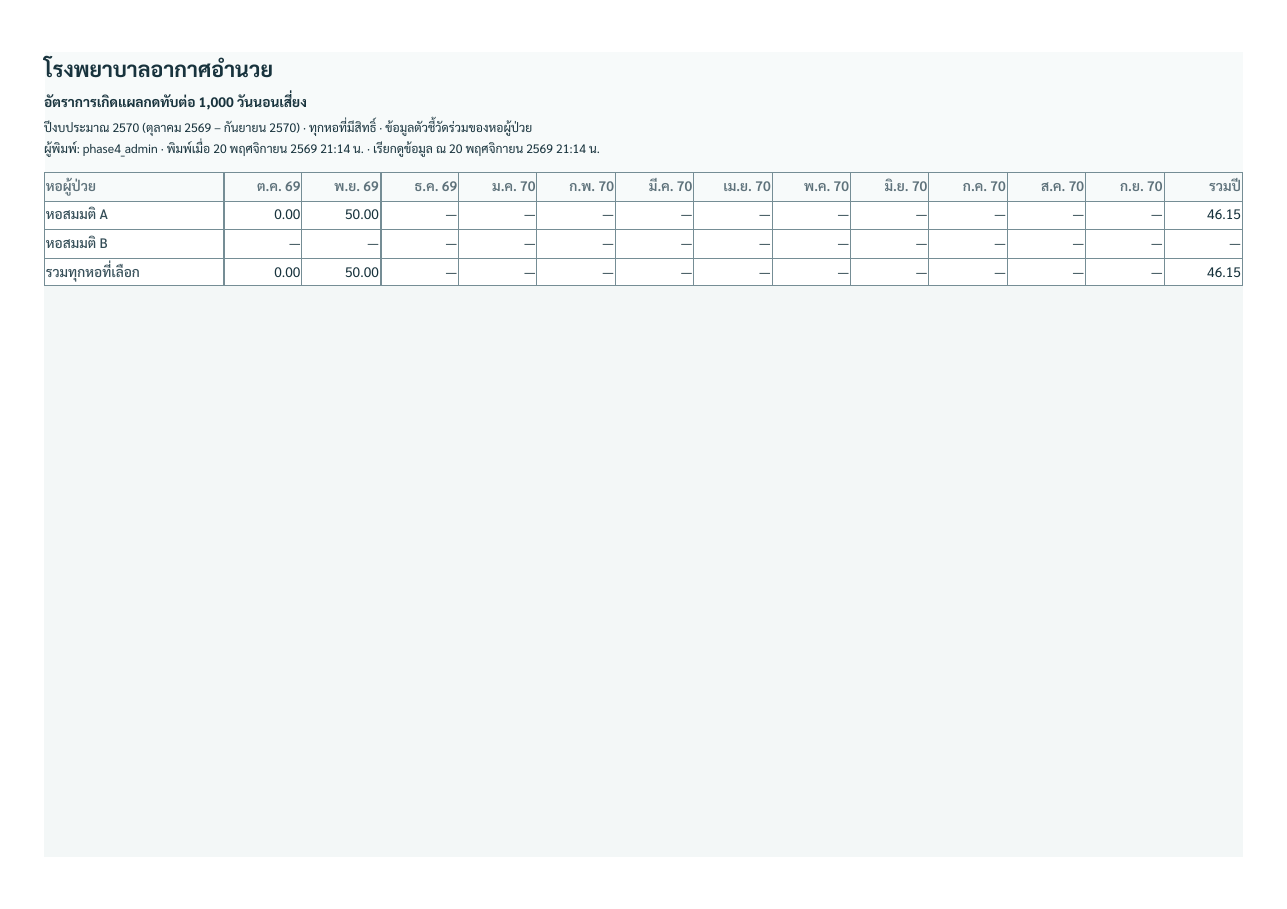 โรงพยาบาลอากาศอำนวย
อัตราการเกิดแผลกดทับต่อ 1,000 วันนอนเสี่ยง
ปีงบประมาณ 2570 (ตุลาคม 2569 – กันยายน 2570) · ทุกหอที่มีสิทธิ์ · ข้อมูลตัวชี้วัดร่วมของหอผู้ป่วย
ผู้พิมพ์: phase4_admin · พิมพ์เมื่อ 20 พฤศจิกายน 2569 21:14 น. · เรียกดูข้อมูล ณ 20 พฤศจิกายน 2569 21:14 น.
หอผู้ป่วย ต.ค. 69 พ.ย. 69 ธ.ค. 69 ม.ค. 70 ก.พ. 70 มี.ค. 70 เม.ย. 70 พ.ค. 70 มิ.ย. 70 ก.ค. 70 ส.ค. 70 ก.ย. 70 รวมปี
หอสมมติ A 0.00 50.00 — — — — — — — — — — 46.15
หอสมมติ B — — — — — — — — — — — — —
รวมทุกหอที่เลือก 0.00 50.00 — — — — — — — — — — 46.15